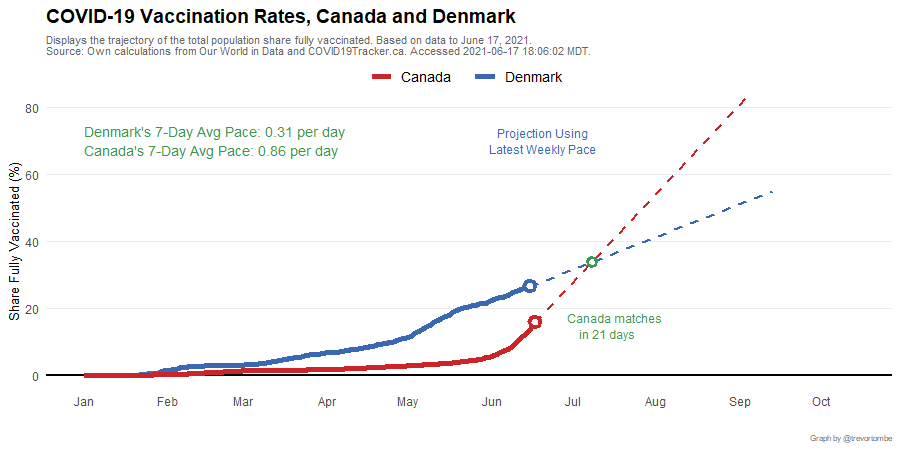 COVID-19 Vaccination Rates, Canada and Denmark
Displays the trajectory of the total population share fully vaccinated. Based on data to June 17, 2021.
Source: Own calculations from Our World in Data and COVID19Tracker.ca. Accessed 2021-06-17 18:06:02 MDT.
Canada Denmark
Share Fully Vaccinated (%)
80
60
40
20
0
Denmark's 7-Day Avg Pace: 0.31 per day
Canada's 7-Day Avg Pace: 0.86 per day
Projection Using
Latest Weekly Pace
Canada matches
in 21 days
Jan Feb Mar Apr May Jun Jul Aug Sep Oct
Graph by @trevortombe